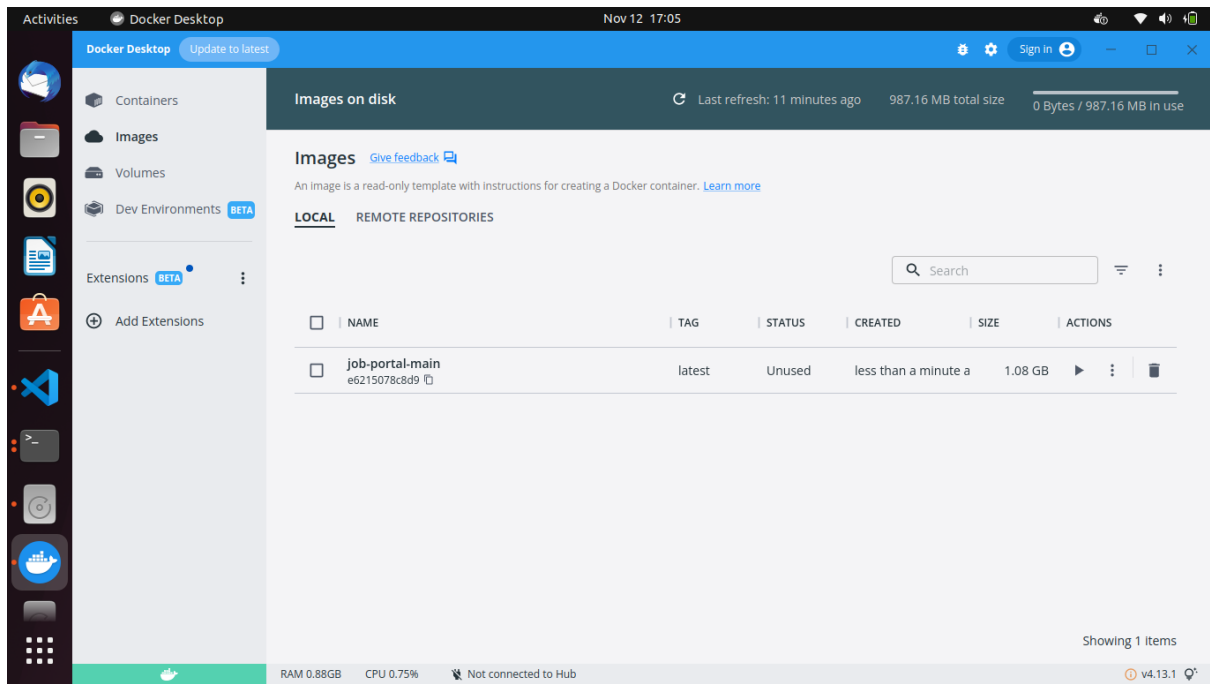 Activities Docker Desktop Nov 12 17:05
Docker Desktop Update to latest Sign in
Containers
Images
Volumes
Dev Environments BETA
Extensions BETA
Add Extensions
Images on disk Last refresh: 11 minutes ago 987.16 MB total size 0 Bytes / 987.16 MB in use
Images Give feedback
An image is a read-only template with instructions for creating a Docker container. Learn more
LOCAL REMOTE REPOSITORIES
Search
NAME TAG STATUS CREATED SIZE ACTIONS
job-portal-main latest Unused less than a minute a 1.08 GB
e6215078c8d9
Showing 1 items
RAM 0.88GB CPU 0.75% Not connected to Hub v4.13.1